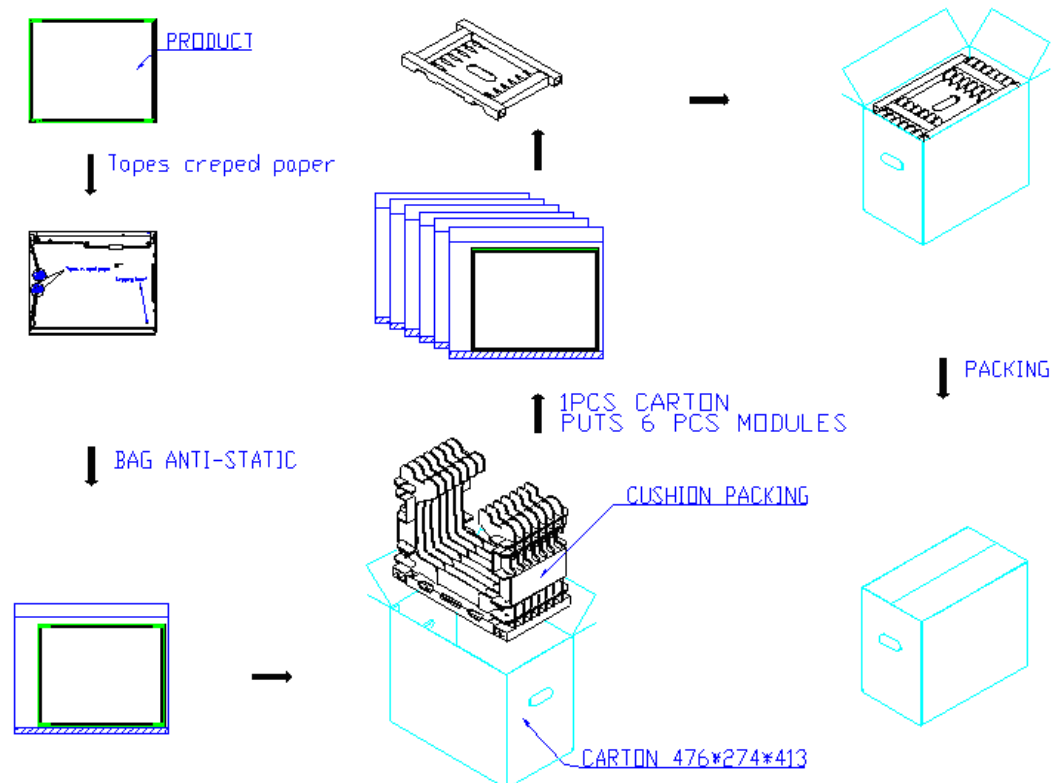 PRODUCT
Tapes creped paper
BAG ANTI-STATIC
1PCS CARTON
PUTS 6 PCS MODULES
CUSHION PACKING
CARTON 476*274*413
PACKING